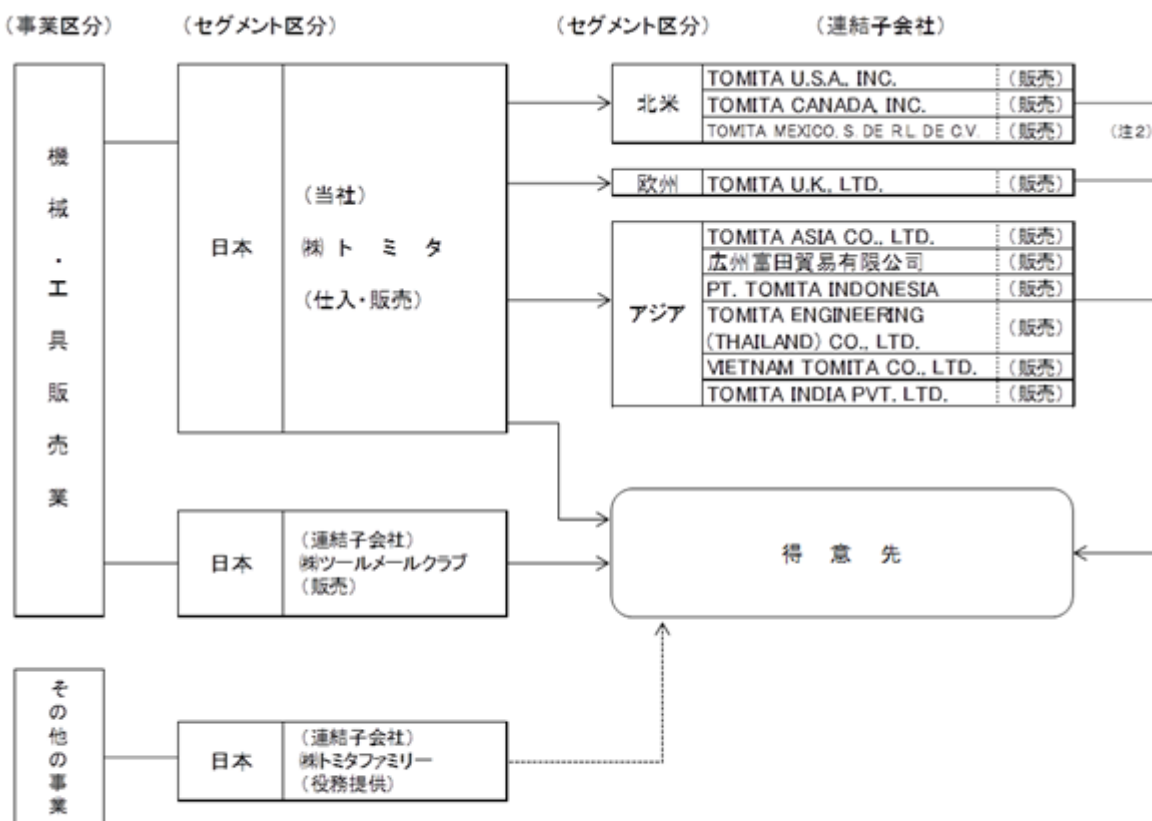 （事業区分）
（セグメント区分）
（セグメント区分）
（連結子会社）
機械・工具販売業
日本
（当社）
㈱トミタ
（仕入・販売）
北米
TOMITA U.S.A., INC.
（販売）
TOMITA CANADA, INC.
（販売）
TOMITA MEXICO, S. DE R.L. DE C.V.
（販売）
（注2）
欧州
TOMITA U.K., LTD.
（販売）
アジア
TOMITA ASIA CO., LTD.
（販売）
広州富田貿易有限公司
（販売）
PT. TOMITA INDONESIA
（販売）
TOMITA ENGINEERING
(THAILAND) CO., LTD.
（販売）
VIETNAM TOMITA CO., LTD.
（販売）
TOMITA INDIA PVT. LTD.
（販売）
日本
（連結子会社）
㈱ツールメールクラブ
（販売）
得意先
その他の事業
日本
（連結子会社）
㈱トミタファミリー
（役務提供）